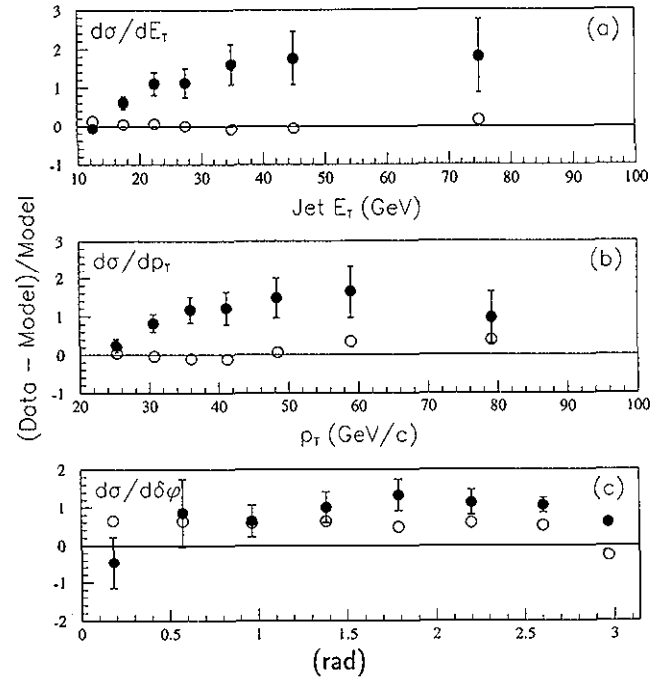 (Data − Model)/Model
3
dσ/dE_T
(a)
2
1
0
-1
10 20 30 40 50 60 70 80 90 100
Jet E_T (GeV)
3
dσ/dp_T
(b)
2
1
0
-1
20 30 40 50 60 70 80 90 100
p_T (GeV/c)
2
dσ/dδφ
(c)
1
0
-1
-2
0 0.5 1 1.5 2 2.5 3
(rad)